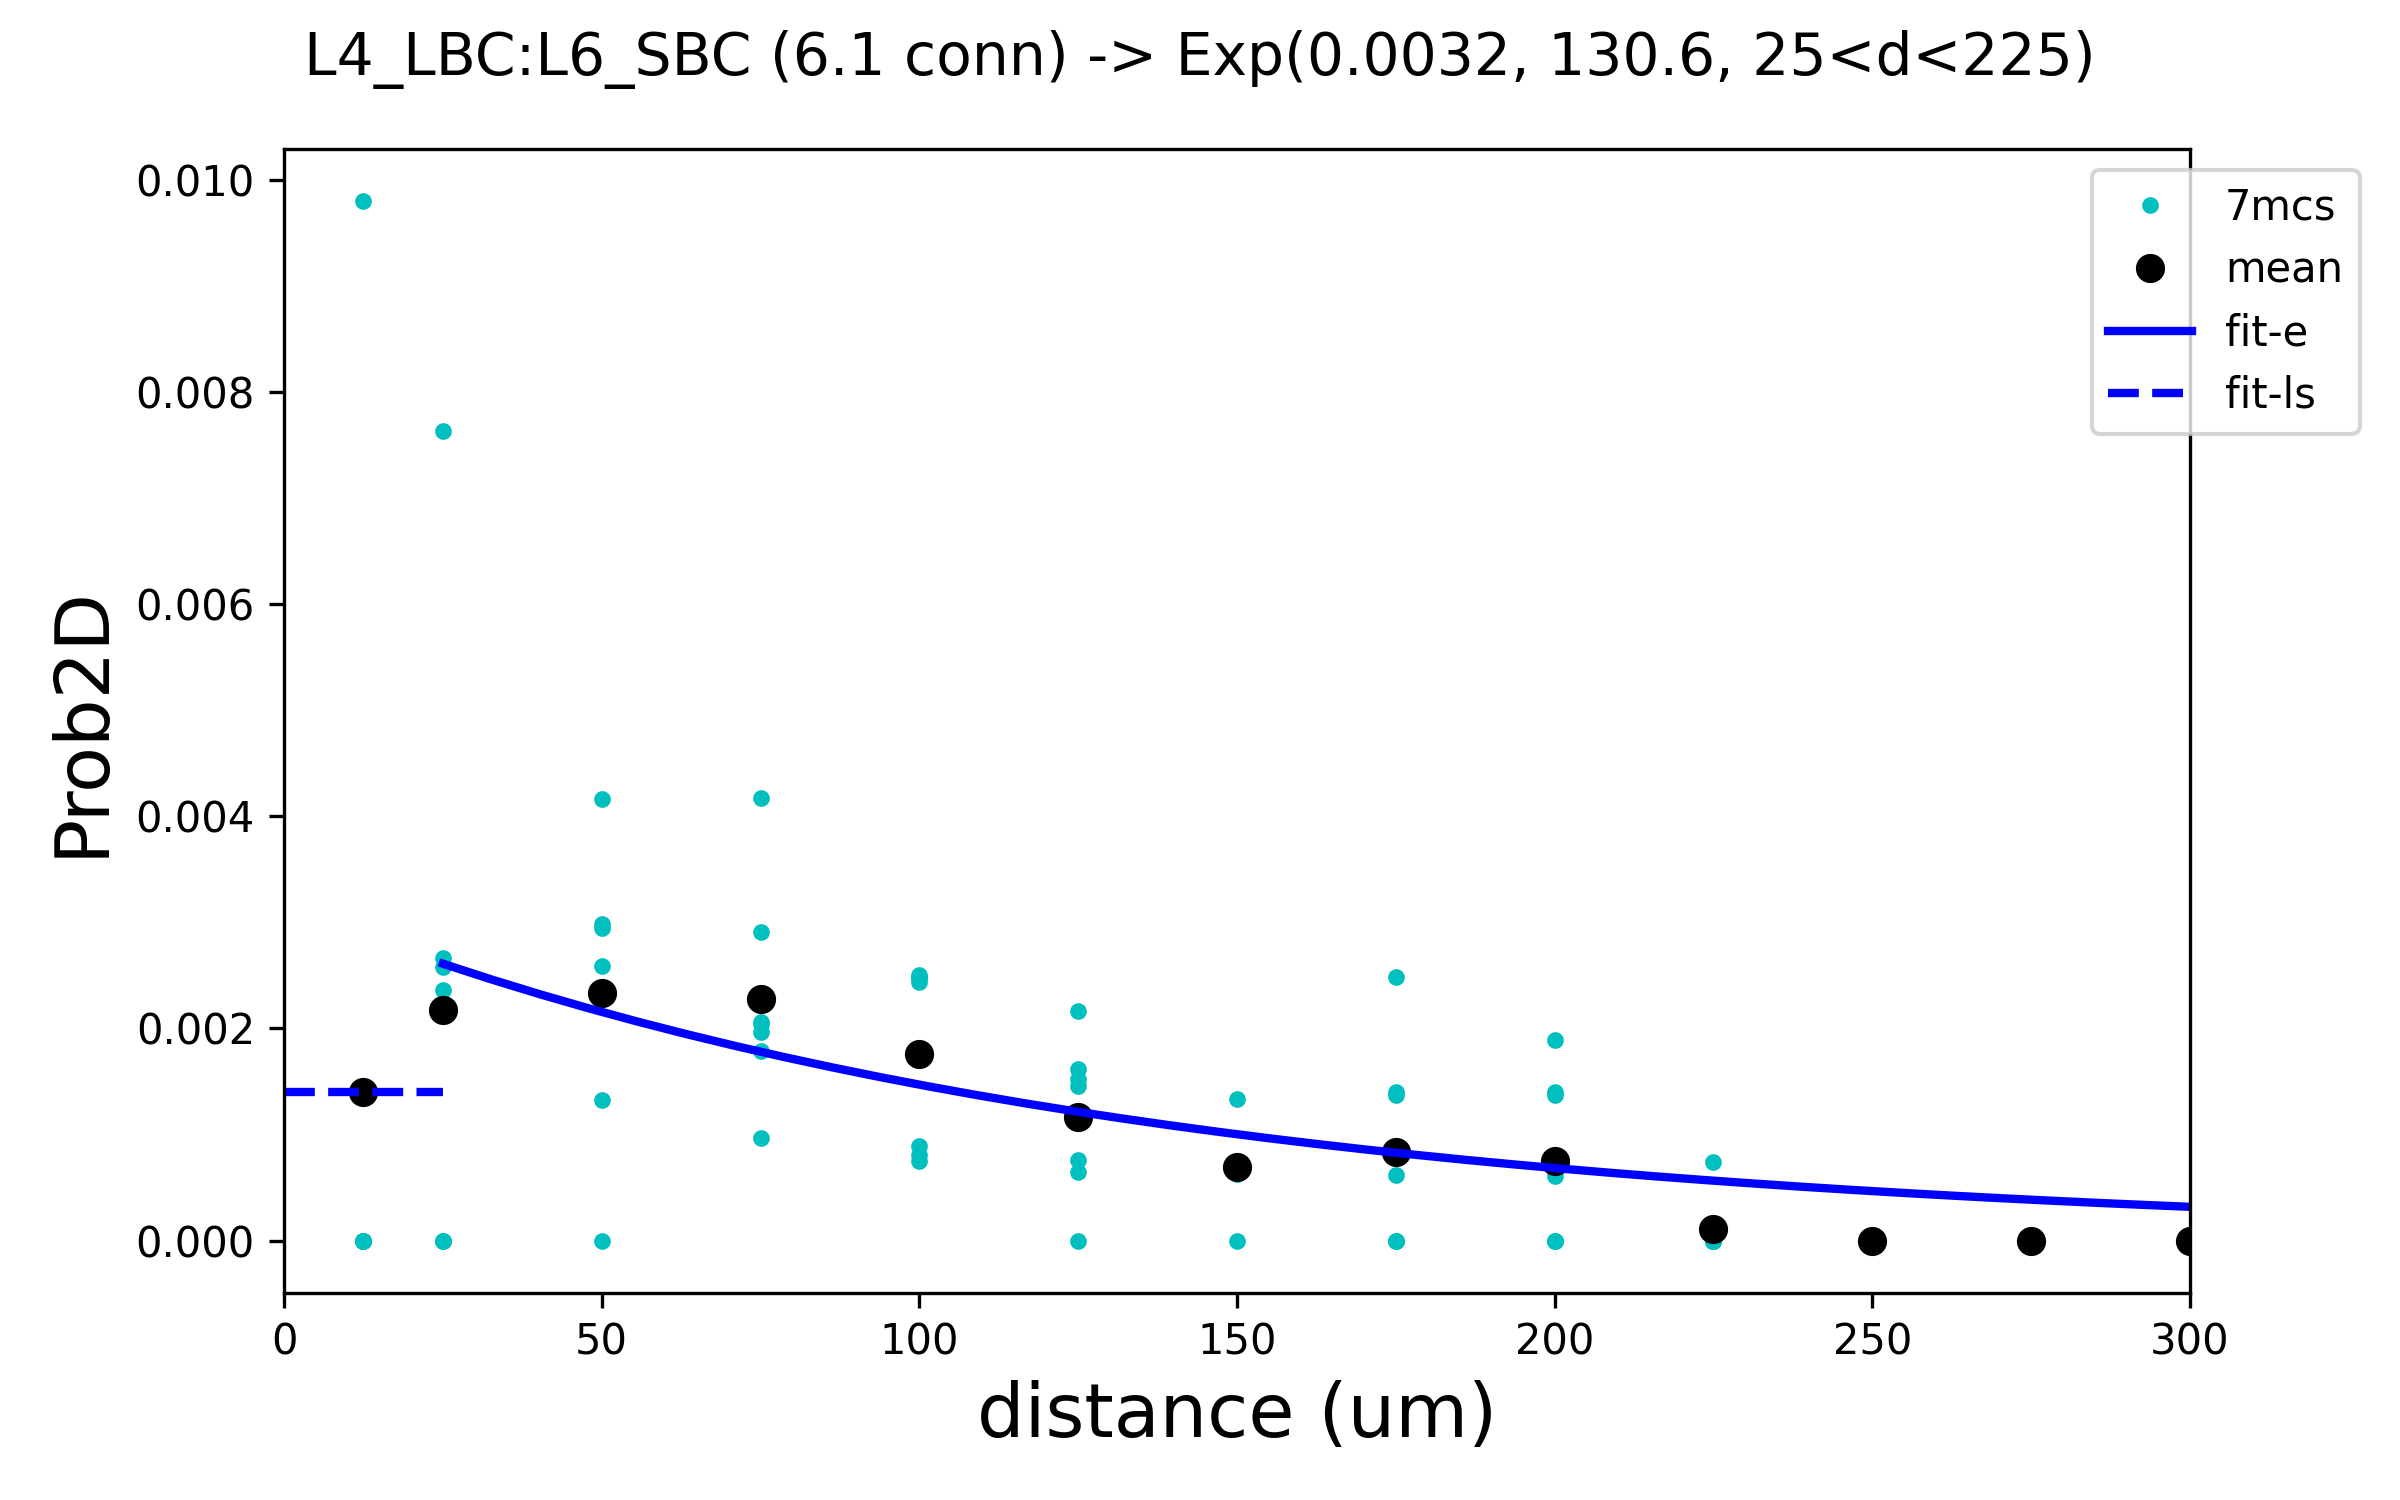 L4_LBC:L6_SBC (6.1 conn) -> Exp(0.0032, 130.6, 25<d<225)
7mcs
mean
fit-e
fit-ls
0.010
0.008
0.006
0.004
0.002
0.000
Prob2D
0 50 100 150 200 250 300
distance (um)